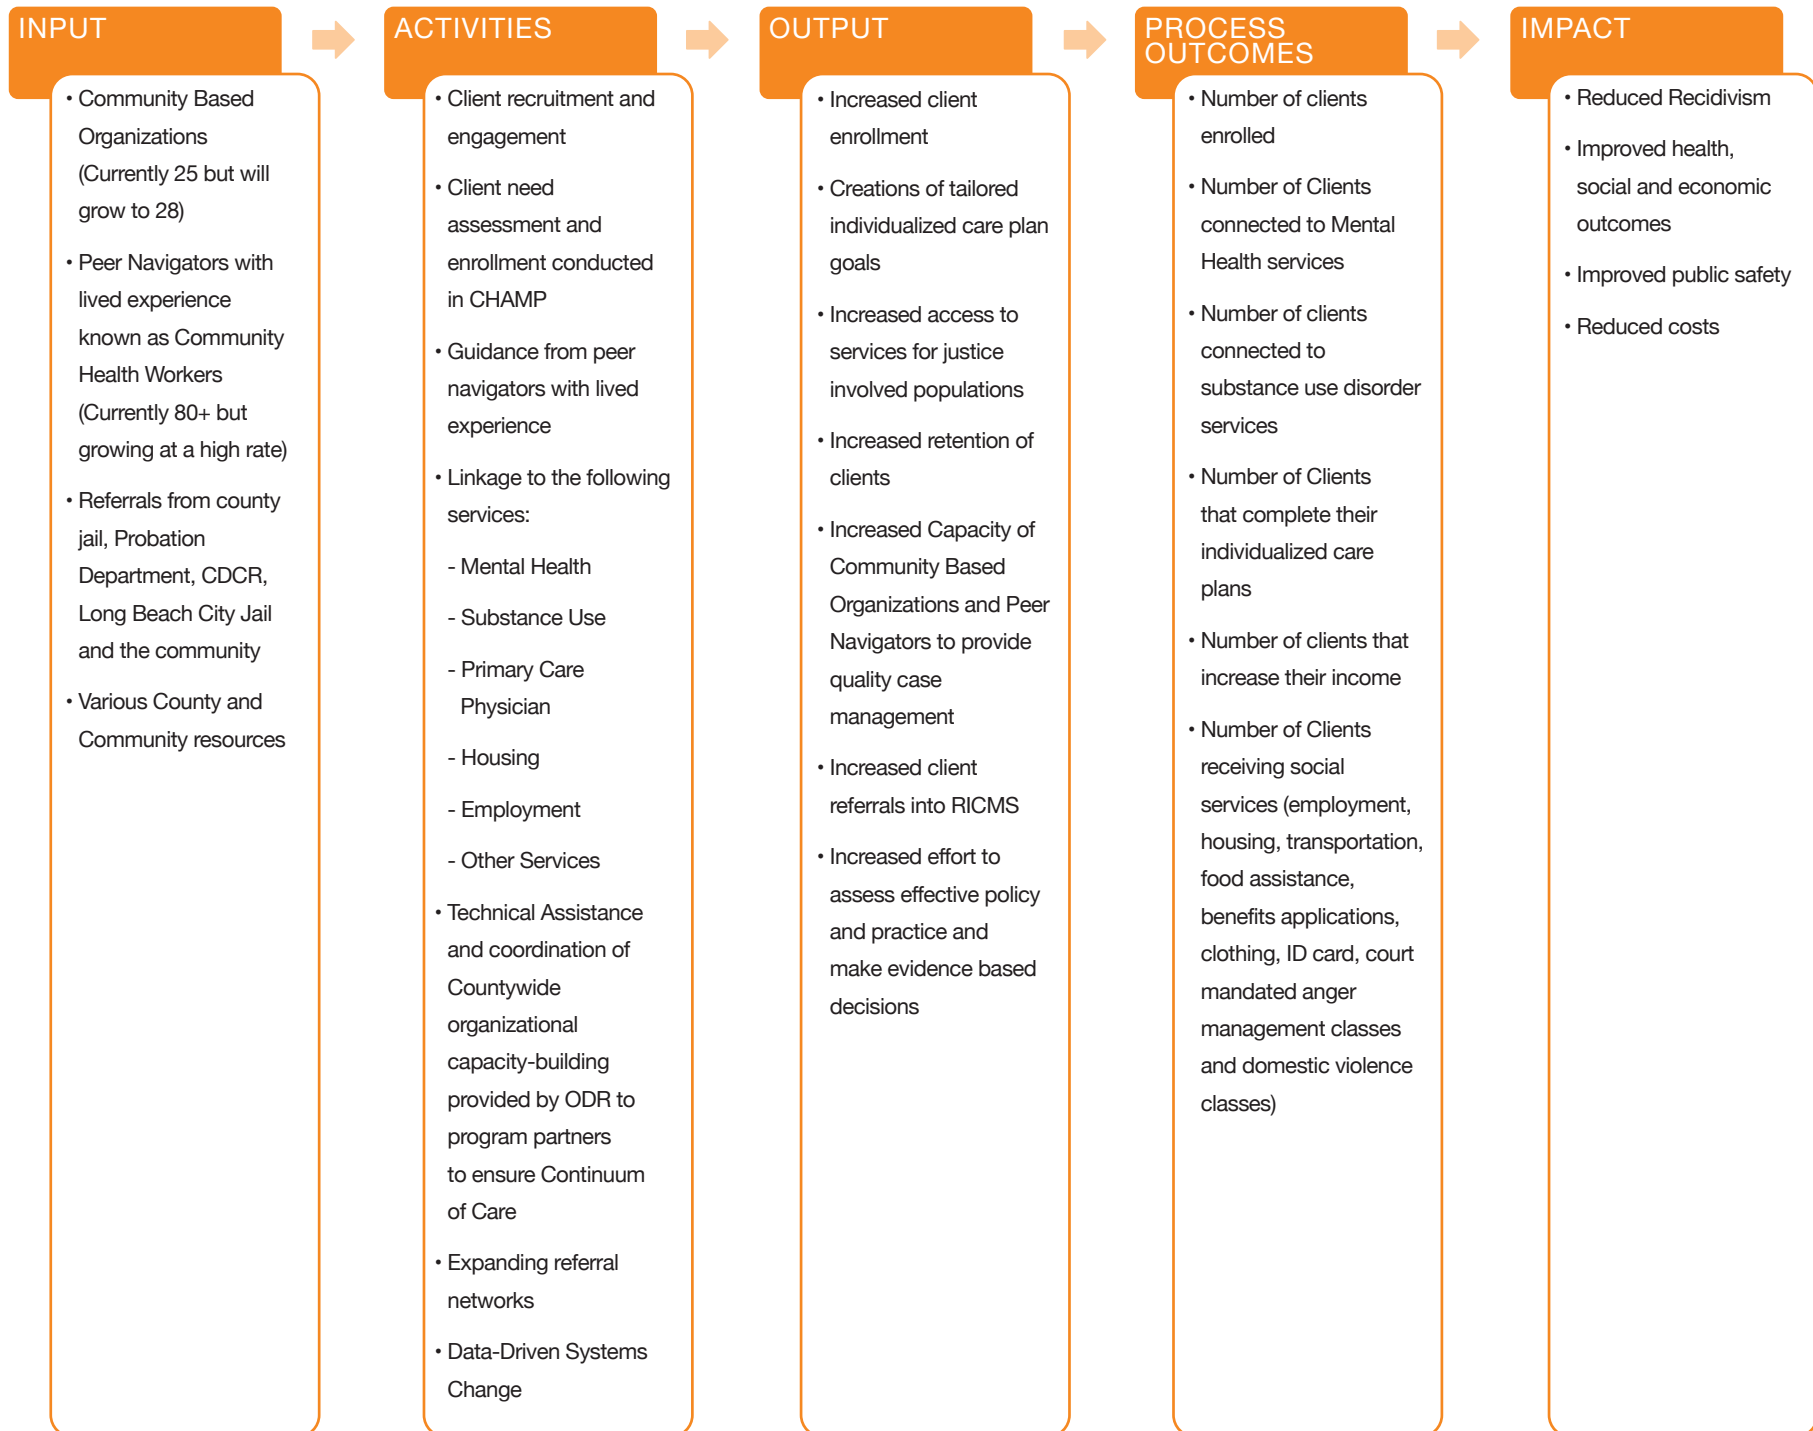 INPUT
• Community Based
Organizations
(Currently 25 but will
grow to 28)
• Peer Navigators with
lived experience
known as Community
Health Workers
(Currently 80+ but
growing at a high rate)
• Referrals from county
jail, Probation
Department, CDCR,
Long Beach City Jail
and the community
• Various County and
Community resources
ACTIVITIES
• Client recruitment and
engagement
• Client need
assessment and
enrollment conducted
in CHAMP
• Guidance from peer
navigators with lived
experience
• Linkage to the following
services:
- Mental Health
- Substance Use
- Primary Care
Physician
- Housing
- Employment
- Other Services
• Technical Assistance
and coordination of
Countywide
organizational
capacity-building
provided by ODR to
program partners
to ensure Continuum
of Care
• Expanding referral
networks
• Data-Driven Systems
Change
OUTPUT
• Increased client
enrollment
• Creations of tailored
individualized care plan
goals
• Increased access to
services for justice
involved populations
• Increased retention of
clients
• Increased Capacity of
Community Based
Organizations and Peer
Navigators to provide
quality case
management
• Increased client
referrals into RICMS
• Increased effort to
assess effective policy
and practice and
make evidence based
decisions
PROCESS
OUTCOMES
• Number of clients
enrolled
• Number of Clients
connected to Mental
Health services
• Number of clients
connected to
substance use disorder
services
• Number of Clients
that complete their
individualized care
plans
• Number of clients that
increase their income
• Number of Clients
receiving social
services (employment,
housing, transportation,
food assistance,
benefits applications,
clothing, ID card, court
mandated anger
management classes
and domestic violence
classes)
IMPACT
• Reduced Recidivism
• Improved health,
social and economic
outcomes
• Improved public safety
• Reduced costs